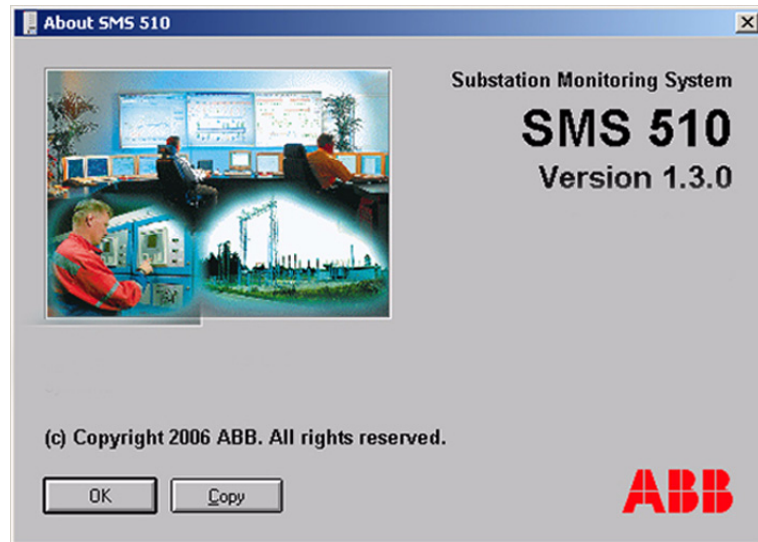 About SMS 510
Substation Monitoring System
SMS 510
Version 1.3.0
(c) Copyright 2006 ABB. All rights reserved.
OK
Copy
ABB